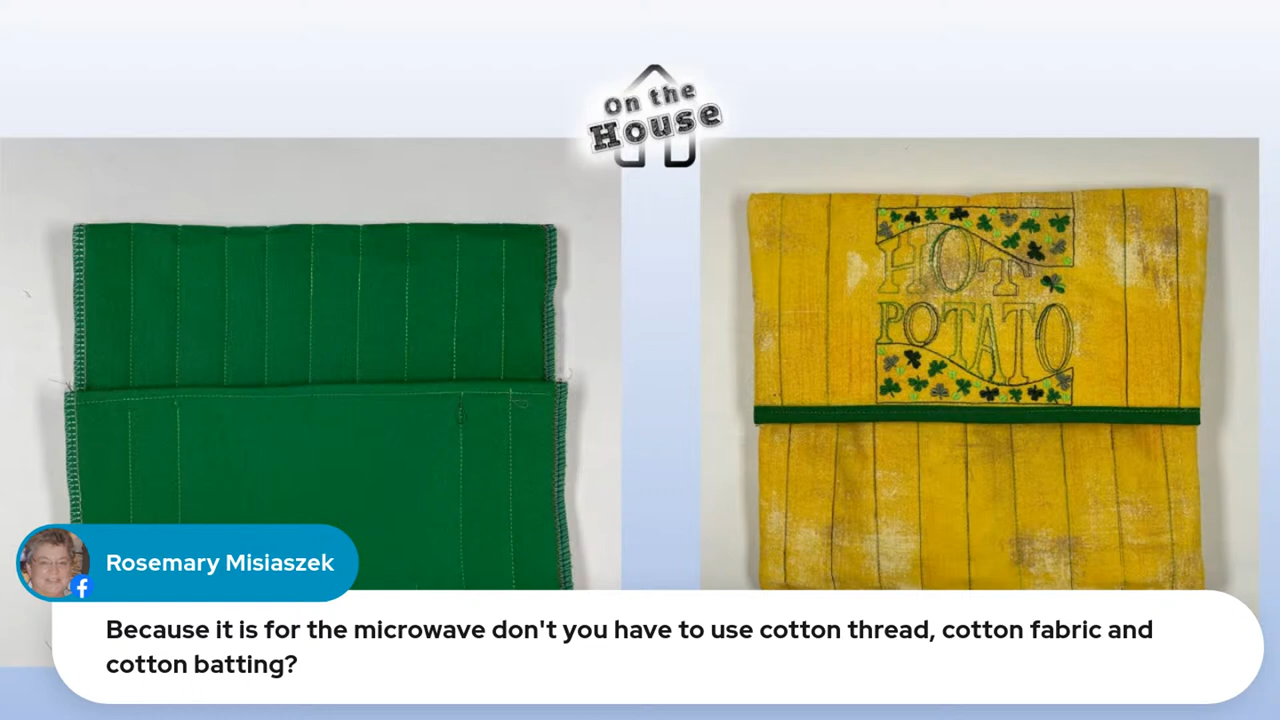 On the
House
HOT
POTATO
Rosemary Misiaszek
Because it is for the microwave don't you have to use cotton thread, cotton fabric and
cotton batting?